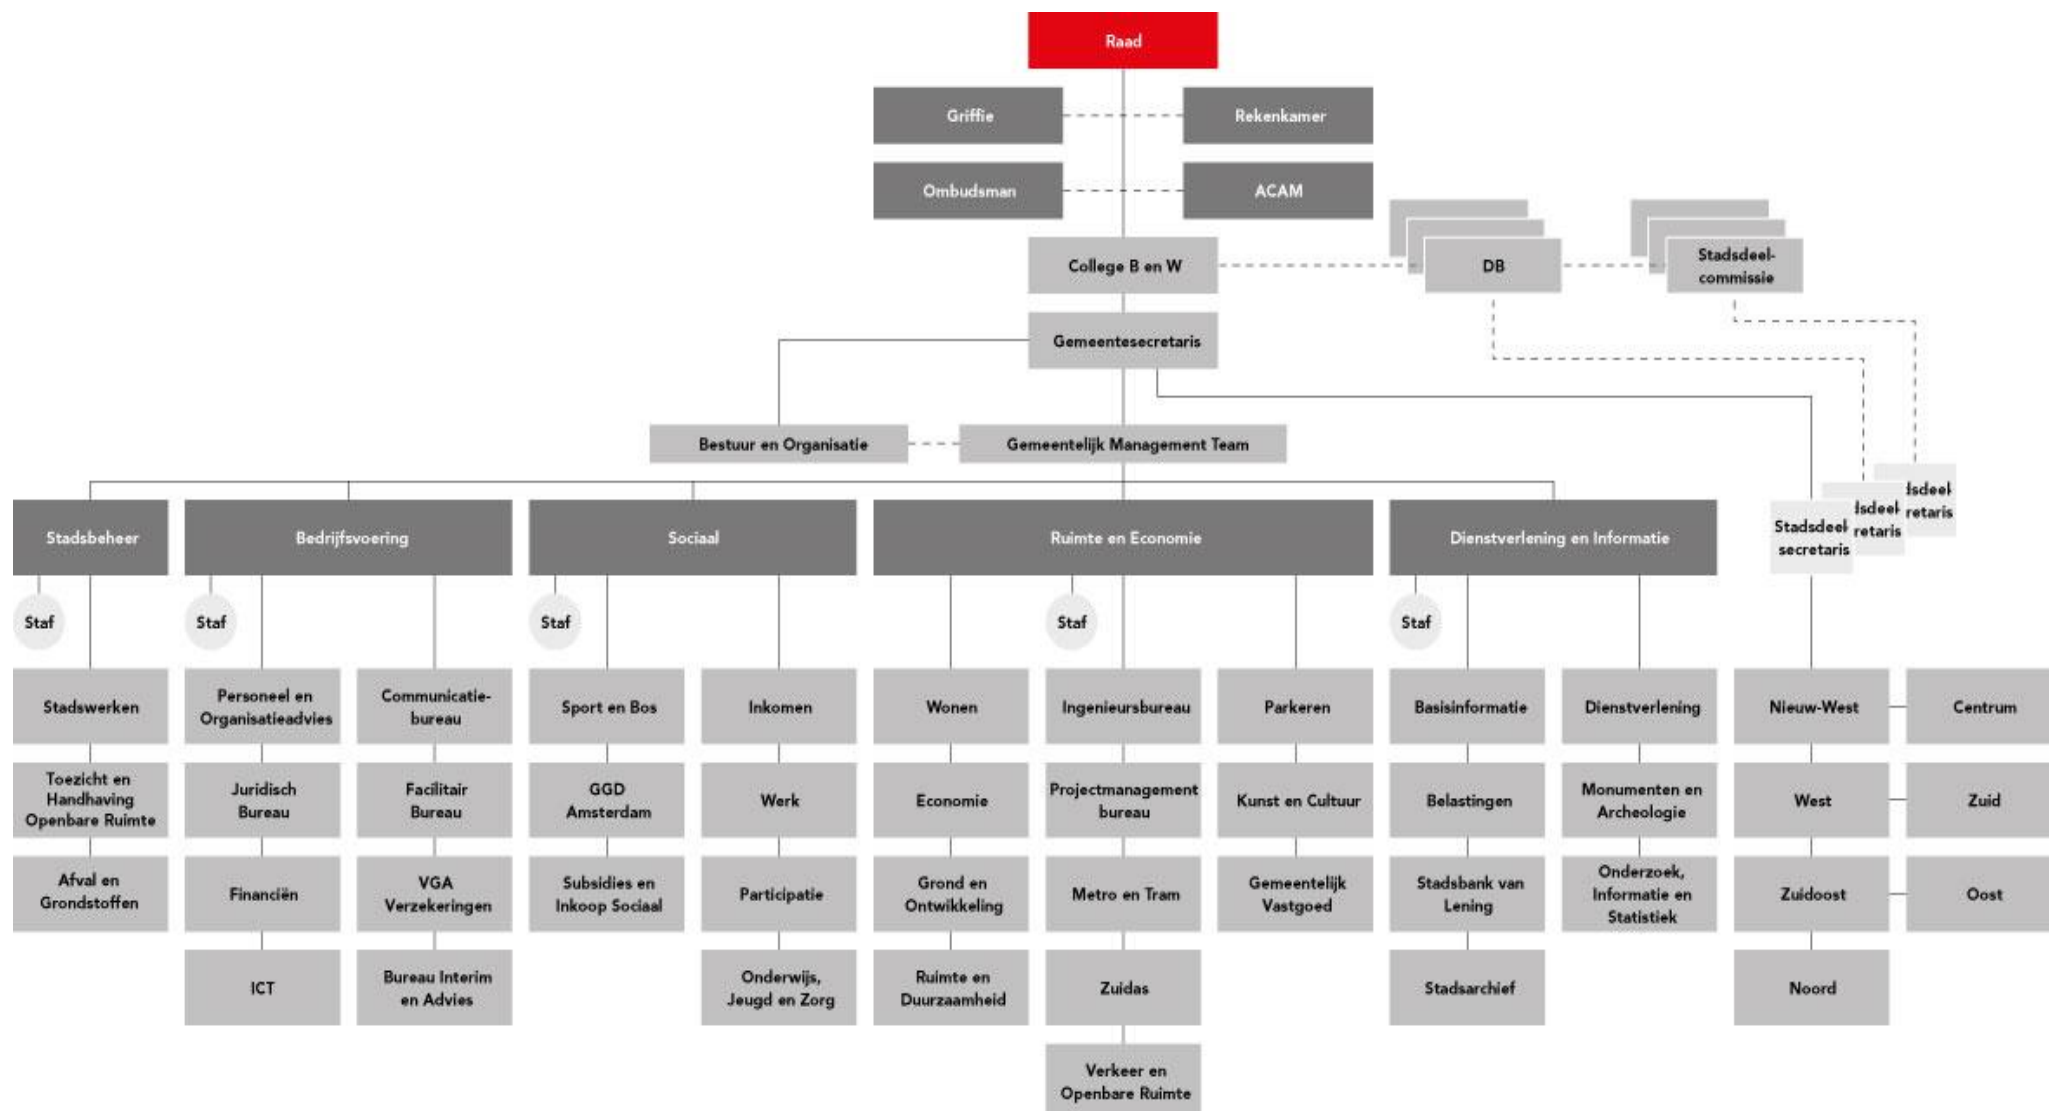 Raad
Griffie
Rekenkamer
Ombudsman
ACAM
College B en W
DB
Stadsdeel-
commissie
Gemeentesecretaris
Bestuur en Organisatie
Gemeentelijk Management Team
Stadsbeheer
Bedrijfsvoering
Sociaal
Ruimte en Economie
Dienstverlening en Informatie
Stadsdeel-
secretaris
lsdeel-
retaris
lsdeel-
retaris
Staf
Staf
Staf
Staf
Staf
Stadswerken
Personeel en
Organisatieadvies
Communicatie-
bureau
Sport en Bos
Inkomen
Wonen
Ingenieursbureau
Parkeren
Basisinformatie
Dienstverlening
Nieuw-West
Centrum
Toezicht en
Handhaving
Openbare Ruimte
Juridisch
Bureau
Facilitair
Bureau
GGD
Amsterdam
Werk
Economie
Projectmanagement
bureau
Kunst en Cultuur
Belastingen
Monumenten en
Archeologie
West
Zuid
Afval en
Grondstoffen
Financiën
VGA
Verzekeringen
Subsidies en
Inkoop Sociaal
Participatie
Grond en
Ontwikkeling
Metro en Tram
Gemeentelijk
Vastgoed
Stadsbank van
Lening
Onderzoek,
Informatie en
Statistiek
Zuidoost
Oost
ICT
Bureau Interim
en Advies
Onderwijs,
Jeugd en Zorg
Ruimte en
Duurzaamheid
Zuidas
Stadsarchief
Noord
Verkeer en
Openbare Ruimte